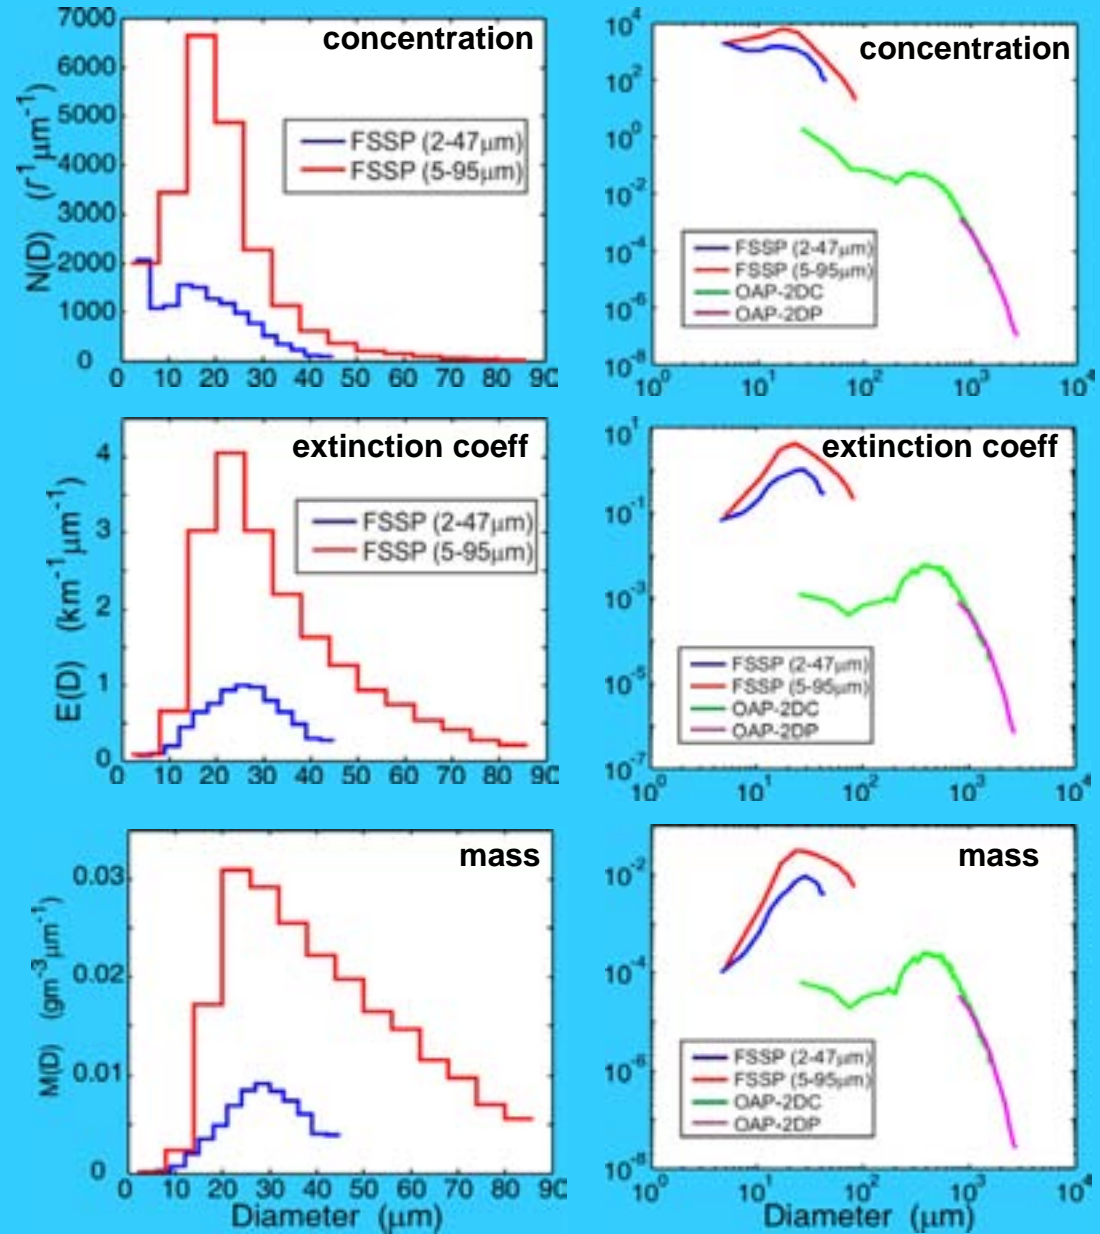 concentration
7000
6000
5000
4000
7000
3000
2000
1000
0
N(D) (l⁻¹μm⁻¹)
FSSP (2-47μm)
FSSP (5-95μm)
0 10 20 30 40 50 60 70 80 90
concentration
10⁴
10²
10⁰
10⁻²
10⁻⁴
10⁻⁶
10⁻⁸
FSSP (2-47μm)
FSSP (5-95μm)
OAP-2DC
OAP-2DP
10⁰ 10¹ 10² 10³ 10⁴
extinction coeff
4
3
2
1
0
E(D) (km⁻¹μm⁻¹)
FSSP (2-47μm)
FSSP (5-95μm)
0 10 20 30 40 50 60 70 80 90
extinction coeff
10¹
10⁻¹
10⁻³
10⁻⁵
10⁻⁷
FSSP (2-47μm)
FSSP (5-95μm)
OAP-2DC
OAP-2DP
10⁰ 10¹ 10² 10³ 10⁴
mass
0.03
0.02
0.01
0
M(D) (gm⁻³μm⁻¹)
0 10 20 30 40 50 60 70 80 90
Diameter (μm)
mass
10⁻²
10⁻⁴
10⁻⁶
10⁻⁸
FSSP (2-47μm)
FSSP (5-95μm)
OAP-2DC
OAP-2DP
10⁰ 10¹ 10² 10³ 10⁴
Diameter (μm)